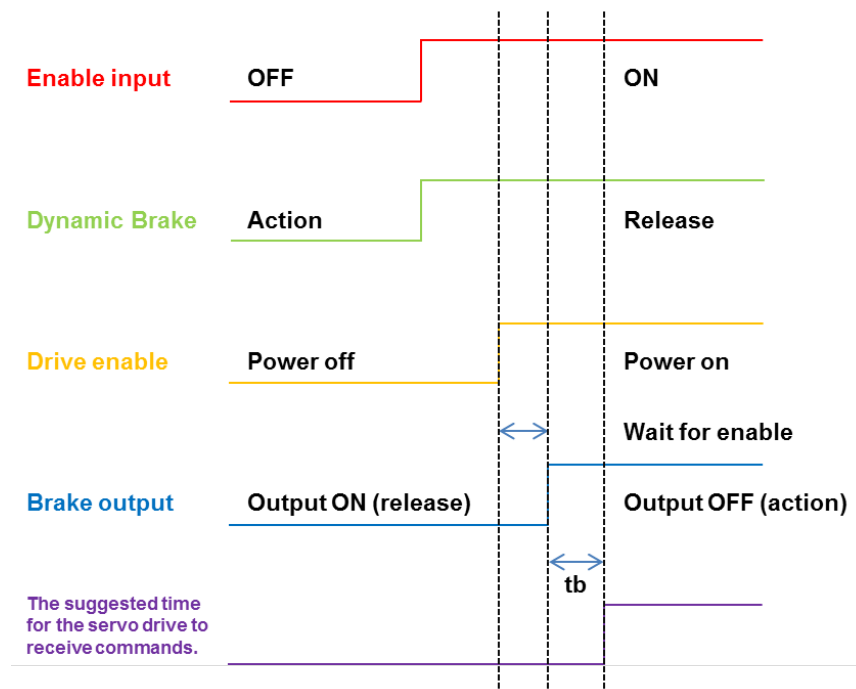 Enable input OFF ON
Dynamic Brake Action Release
Drive enable Power off Power on
Wait for enable
Brake output Output ON (release) Output OFF (action)
tb
The suggested time
for the servo drive to
receive commands.